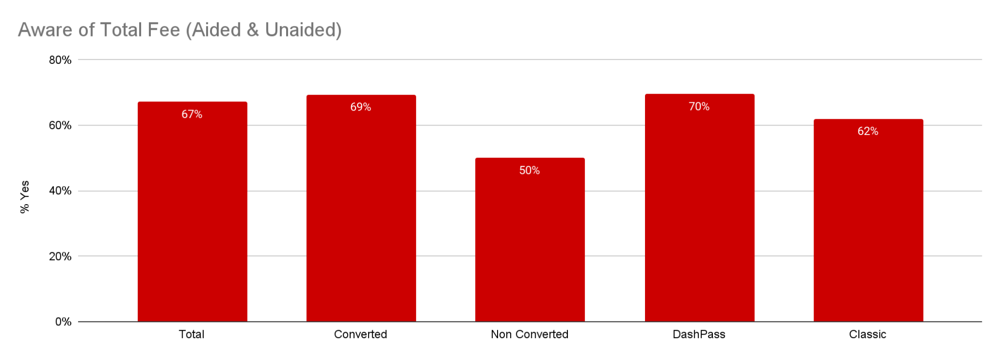 Aware of Total Fee (Aided & Unaided)
80%
60%
40%
20%
0%
% Yes
67%
69%
50%
70%
62%
Total
Converted
Non Converted
DashPass
Classic